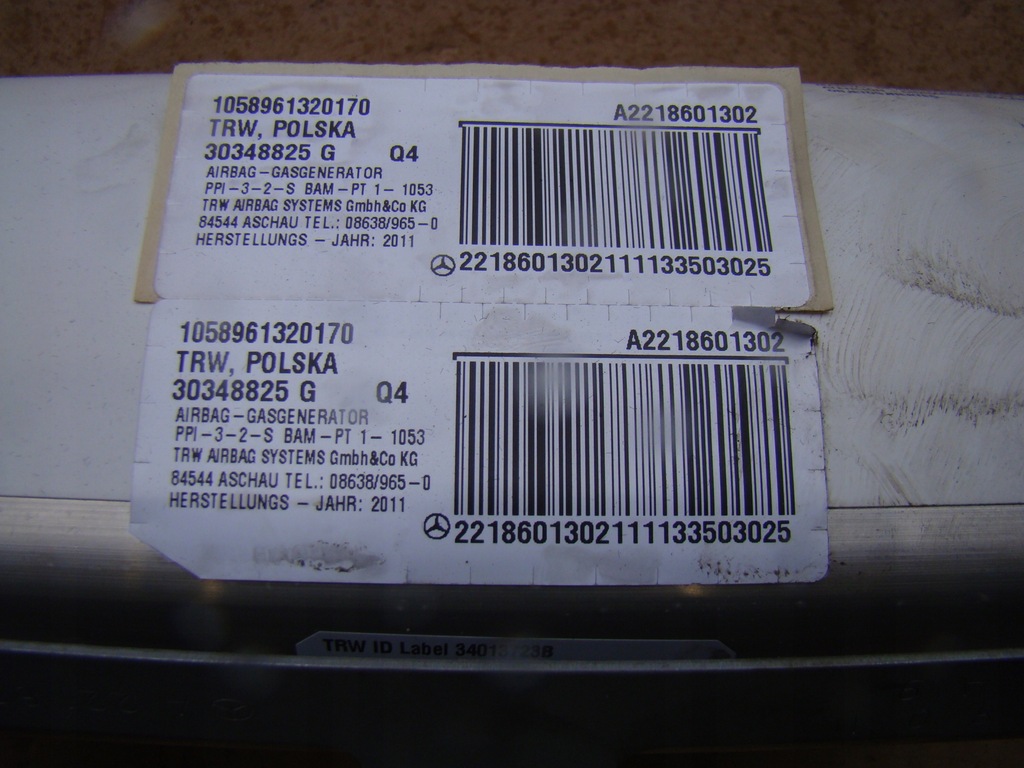 1058961320170
TRW, POLSKA
30348825 G Q4
AIRBAG-GASGENERATOR
PPI-3-2-S BAM-PT 1- 1053
TRW AIRBAG SYSTEMS Gmbh&Co KG
84544 ASCHAU TEL.: 08638/965-0
HERSTELLUNGS - JAHR: 2011
A2218601302
2218601302111133503025
1058961320170
TRW, POLSKA
30348825 G Q4
AIRBAG-GASGENERATOR
PPI-3-2-S BAM-PT 1- 1053
TRW AIRBAG SYSTEMS Gmbh&Co KG
84544 ASCHAU TEL.: 08638/965-0
HERSTELLUNGS - JAHR: 2011
A2218601302
2218601302111133503025
TRW ID Label 34013723B